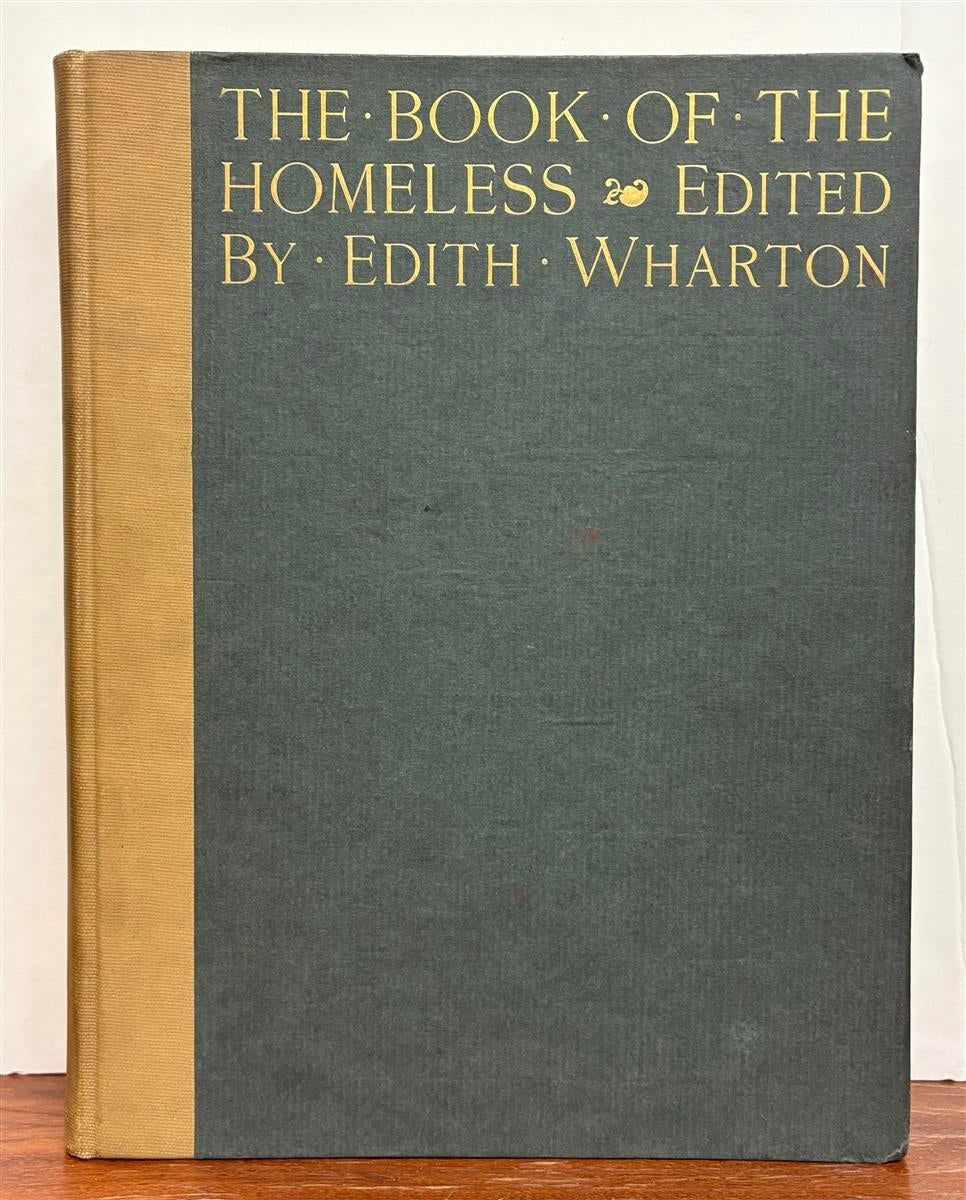 THE · BOOK · OF · THE
HOMELESS ❧ EDITED
BY · EDITH · WHARTON